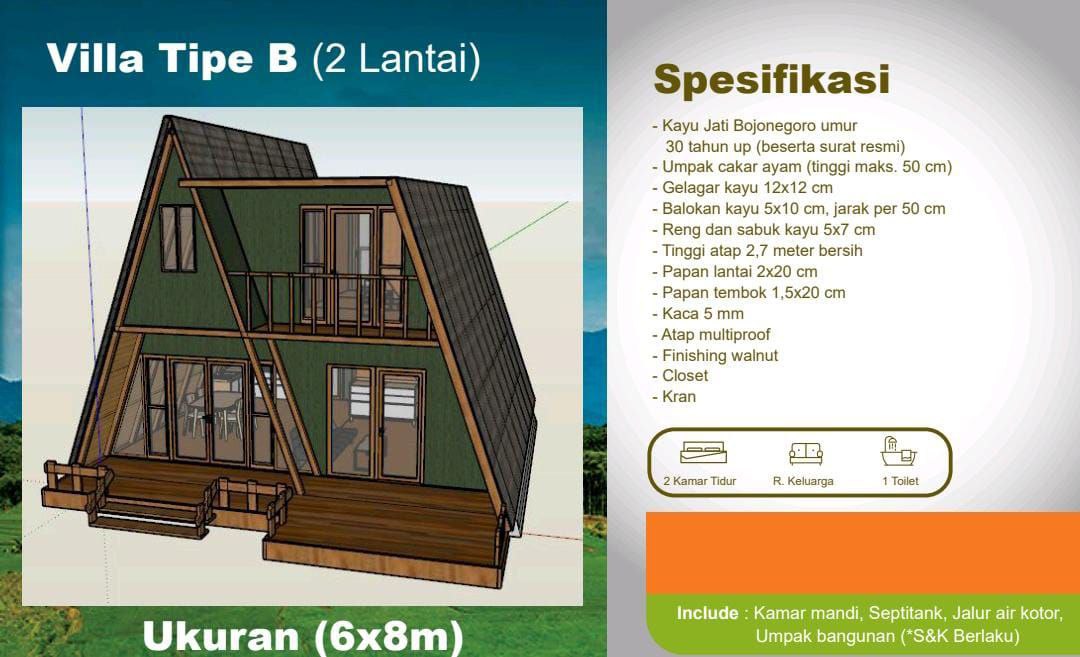 Villa Tipe B (2 Lantai)
Ukuran (6x8m)
Spesifikasi
- Kayu Jati Bojonegoro umur
30 tahun up (beserta surat resmi)
- Umpak cakar ayam (tinggi maks. 50 cm)
- Gelagar kayu 12x12 cm
- Balokan kayu 5x10 cm, jarak per 50 cm
- Reng dan sabuk kayu 5x7 cm
- Tinggi atap 2,7 meter bersih
- Papan lantai 2x20 cm
- Papan tembok 1,5x20 cm
- Kaca 5 mm
- Atap multiproof
- Finishing walnut
- Closet
- Kran
2 Kamar Tidur
R. Keluarga
1 Toilet
Include : Kamar mandi, Septitank, Jalur air kotor,
Umpak bangunan (*S&K Berlaku)